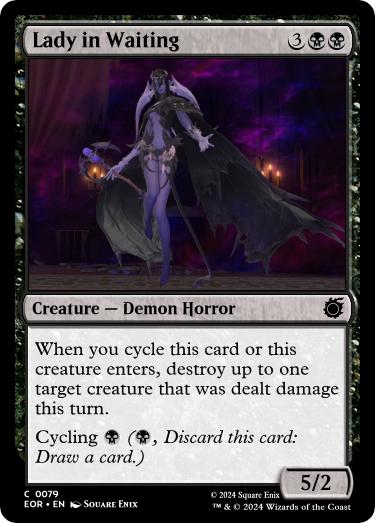 Lady in Waiting 3
Creature — Demon Horror
When you cycle this card or this
creature enters, destroy up to one
target creature that was dealt damage
this turn.
Cycling (, Discard this card:
Draw a card.)
5/2
C 0079
EOR • EN SQUARE ENIX
© 2024 Square Enix
™ & © 2024 Wizards of the Coast